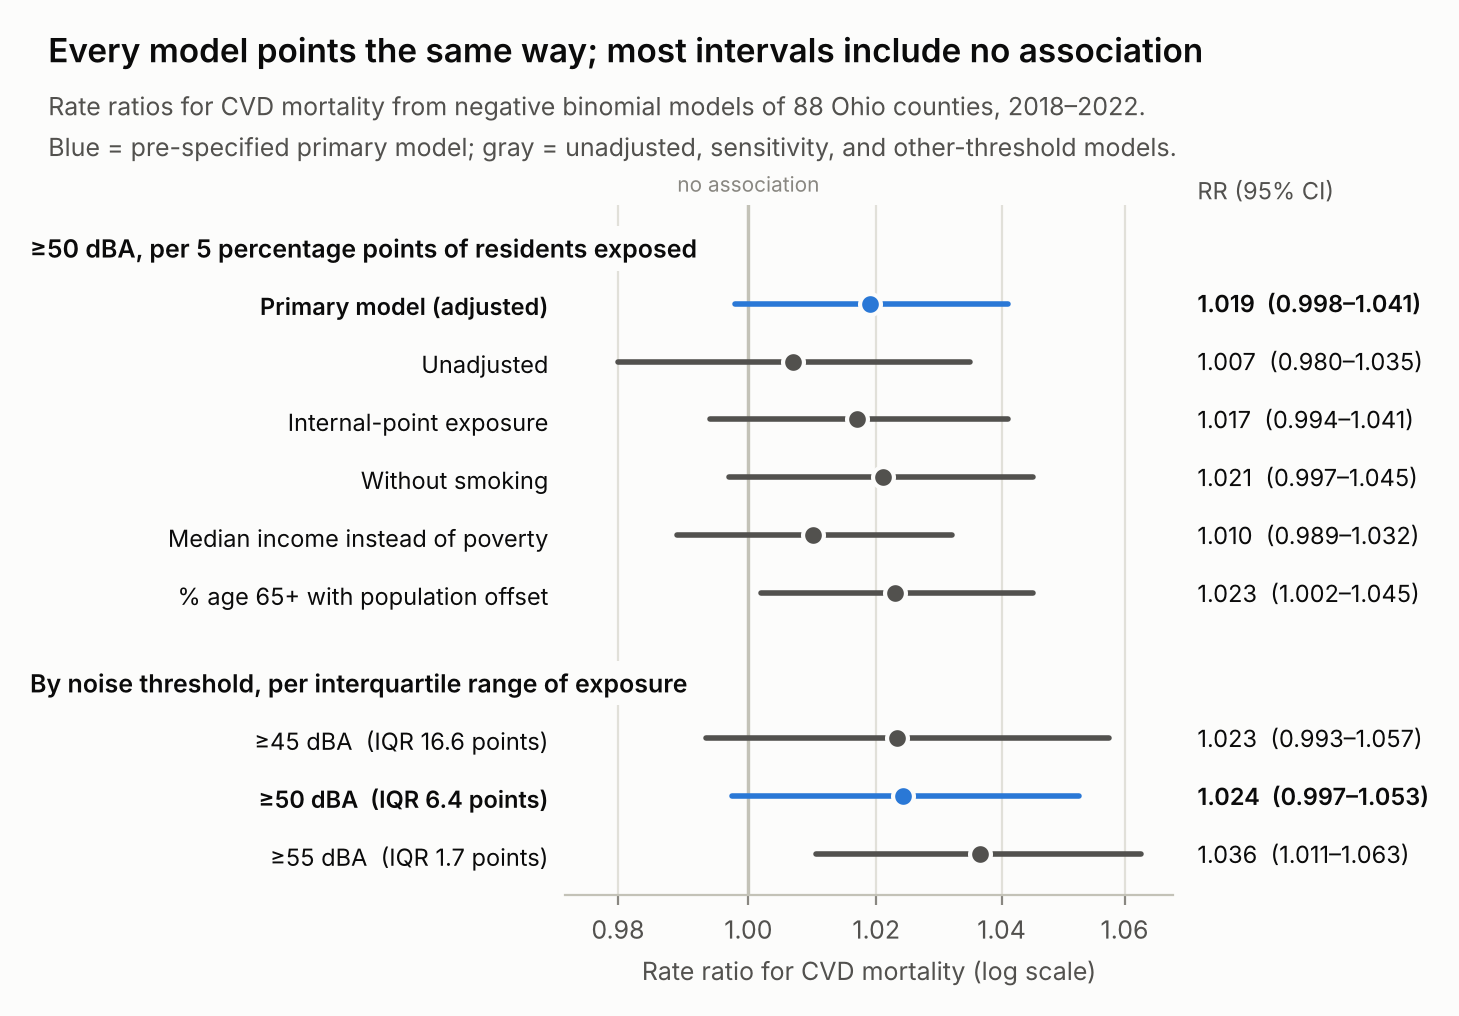 Every model points the same way; most intervals include no association
Rate ratios for CVD mortality from negative binomial models of 88 Ohio counties, 2018–2022.
Blue = pre-specified primary model; gray = unadjusted, sensitivity, and other-threshold models.
no association
RR (95% CI)
≥50 dBA, per 5 percentage points of residents exposed
Primary model (adjusted) 1.019 (0.998–1.041)
Unadjusted 1.007 (0.980–1.035)
Internal-point exposure 1.017 (0.994–1.041)
Without smoking 1.021 (0.997–1.045)
Median income instead of poverty 1.010 (0.989–1.032)
% age 65+ with population offset 1.023 (1.002–1.045)
By noise threshold, per interquartile range of exposure
≥45 dBA (IQR 16.6 points) 1.023 (0.993–1.057)
≥50 dBA (IQR 6.4 points) 1.024 (0.997–1.053)
≥55 dBA (IQR 1.7 points) 1.036 (1.011–1.063)
0.98 1.00 1.02 1.04 1.06
Rate ratio for CVD mortality (log scale)